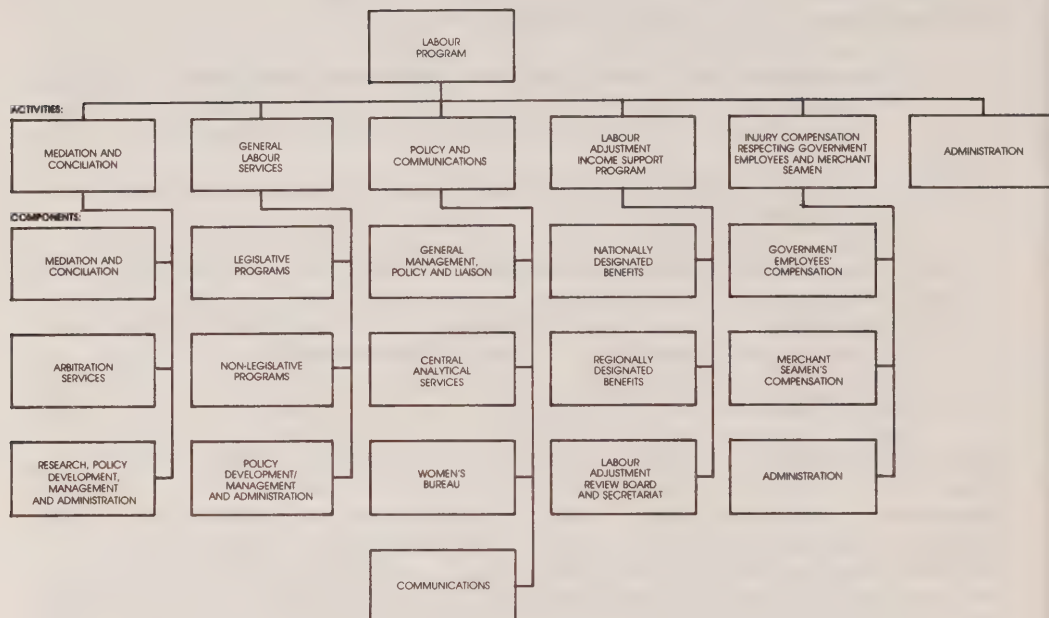 LABOUR
PROGRAM
ACTIVITIES:
MEDIATION AND
CONCILIATION
GENERAL
LABOUR
SERVICES
POLICY AND
COMMUNICATIONS
LABOUR
ADJUSTMENT
INCOME SUPPORT
PROGRAM
INJURY COMPENSATION
RESPECTING GOVERNMENT
EMPLOYEES AND MERCHANT
SEAMEN
ADMINISTRATION
COMPONENTS:
MEDIATION AND
CONCILIATION
LEGISLATIVE
PROGRAMS
GENERAL
MANAGEMENT,
POLICY AND LIAISON
NATIONALLY
DESIGNATED
BENEFITS
GOVERNMENT
EMPLOYEES'
COMPENSATION
ARBITRATION
SERVICES
NON-LEGISLATIVE
PROGRAMS
CENTRAL
ANALYTICAL
SERVICES
REGIONALLY
DESIGNATED
BENEFITS
MERCHANT
SEAMEN'S
COMPENSATION
RESEARCH, POLICY
DEVELOPMENT,
MANAGEMENT
AND ADMINISTRATION
POLICY
DEVELOPMENT/
MANAGEMENT
AND ADMINISTRATION
WOMEN'S
BUREAU
LABOUR
ADJUSTMENT
REVIEW BOARD
AND SECRETARIAT
ADMINISTRATION
COMMUNICATIONS